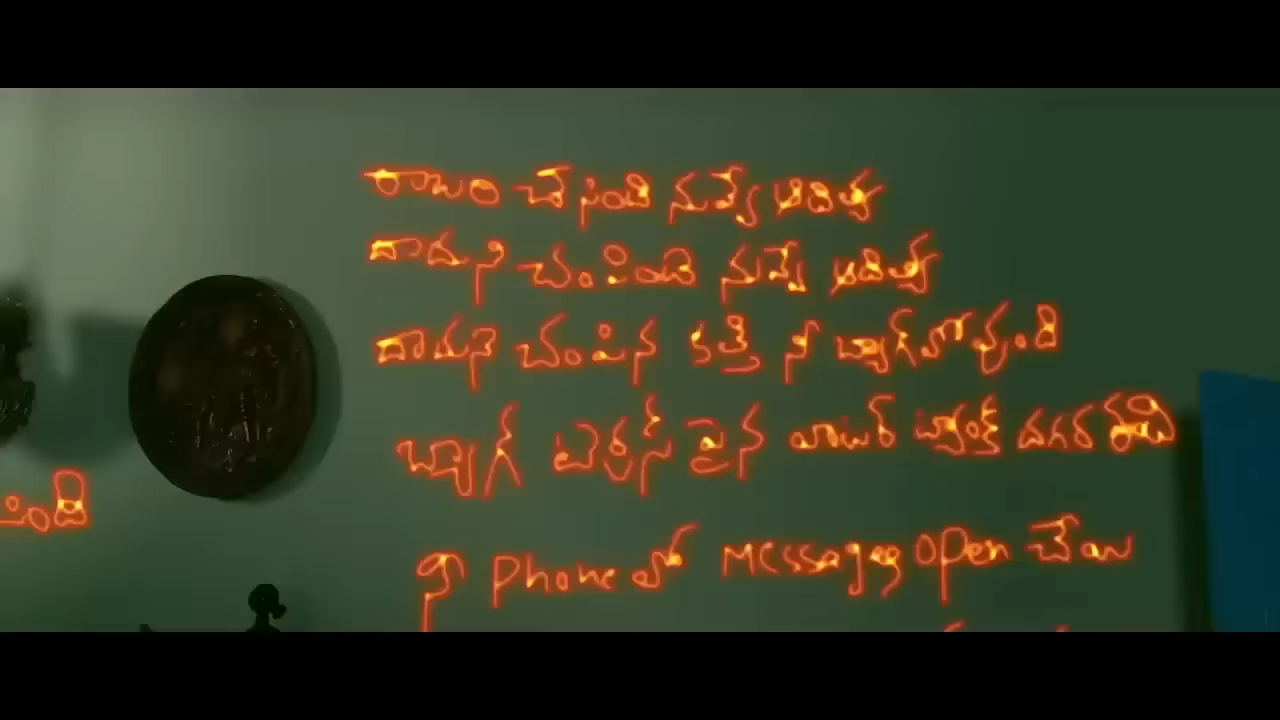 చేసింది నువ్వే ఆదిత్య
చంపింది నువ్వే ఆదిత్య
చంపిన కత్తి నీ బ్యాగ్‌లో వుంది
బ్యాగ్ టెర్రస్ పైన వాటర్ ట్యాంక్ దగ్గర
పింది
నీ Phone లో Message Open చేయి